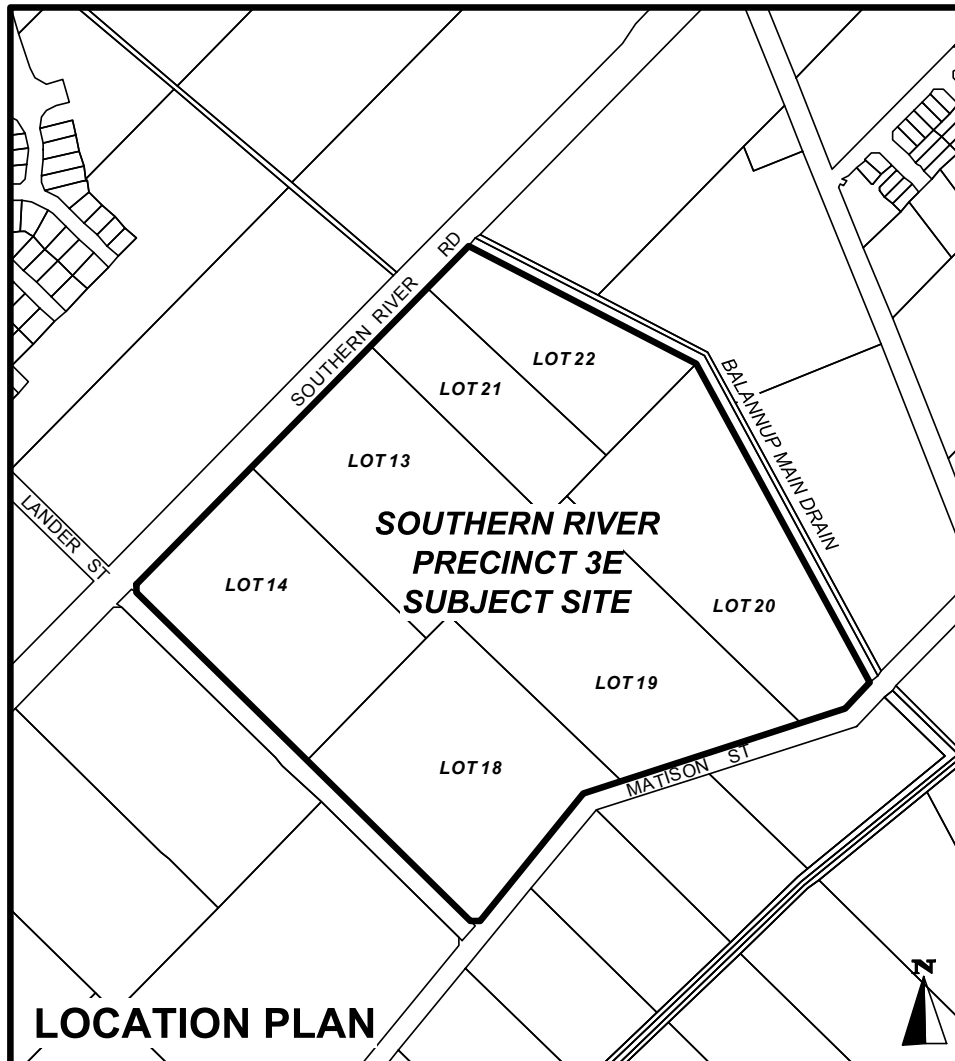 SOUTHERN RIVER RD
LOT 22
LOT 21
BALANNUP MAIN DRAIN
LOT 13
LANDER ST
SOUTHERN RIVER
PRECINCT 3E
SUBJECT SITE
LOT 14
LOT 20
LOT 19
LOT 18
MATISON ST
N
LOCATION PLAN